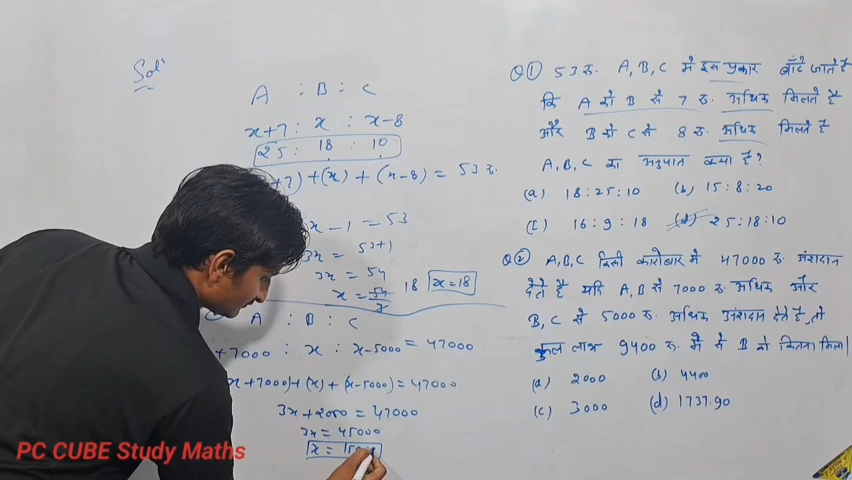 Solⁿ
A : B : C
x+7 : x : x-8
25 : 18 : 10
+7) + (x) + (x-8) = 53 रु.
x - 1 = 53
3x = 53+1
3x = 54
x = 54/3 18 x=18
A : B : C
+7000 : x : x-5000 = 47000
x+7000)+(x)+(x-5000)=47000
3x+2000=47000
3x = 45000
x = 15
Q① 53 रु. A, B, C में इस प्रकार बाँटे जाते हैं
कि A को B से 7 रु. अधिक मिलते हैं
और B को C से 8 रु. अधिक मिलते हैं
A, B, C का अनुपात क्या है?
(a) 18:25:10 (b) 15:8:20
(c) 16:9:18 (d) 25:18:10
Q② A, B, C किसी कारोबार में 47000 रु. अंशदान
देते है यदि A, B से 7000 रु. अधिक और
B, C से 5000 रु. अधिक अंशदान देते है, तो
कुल लाभ 9400 रु. में से B को कितना मिला।
(a) 2000 (b) 4400
(c) 3000 (d) 1737.90
PC CUBE Study Maths